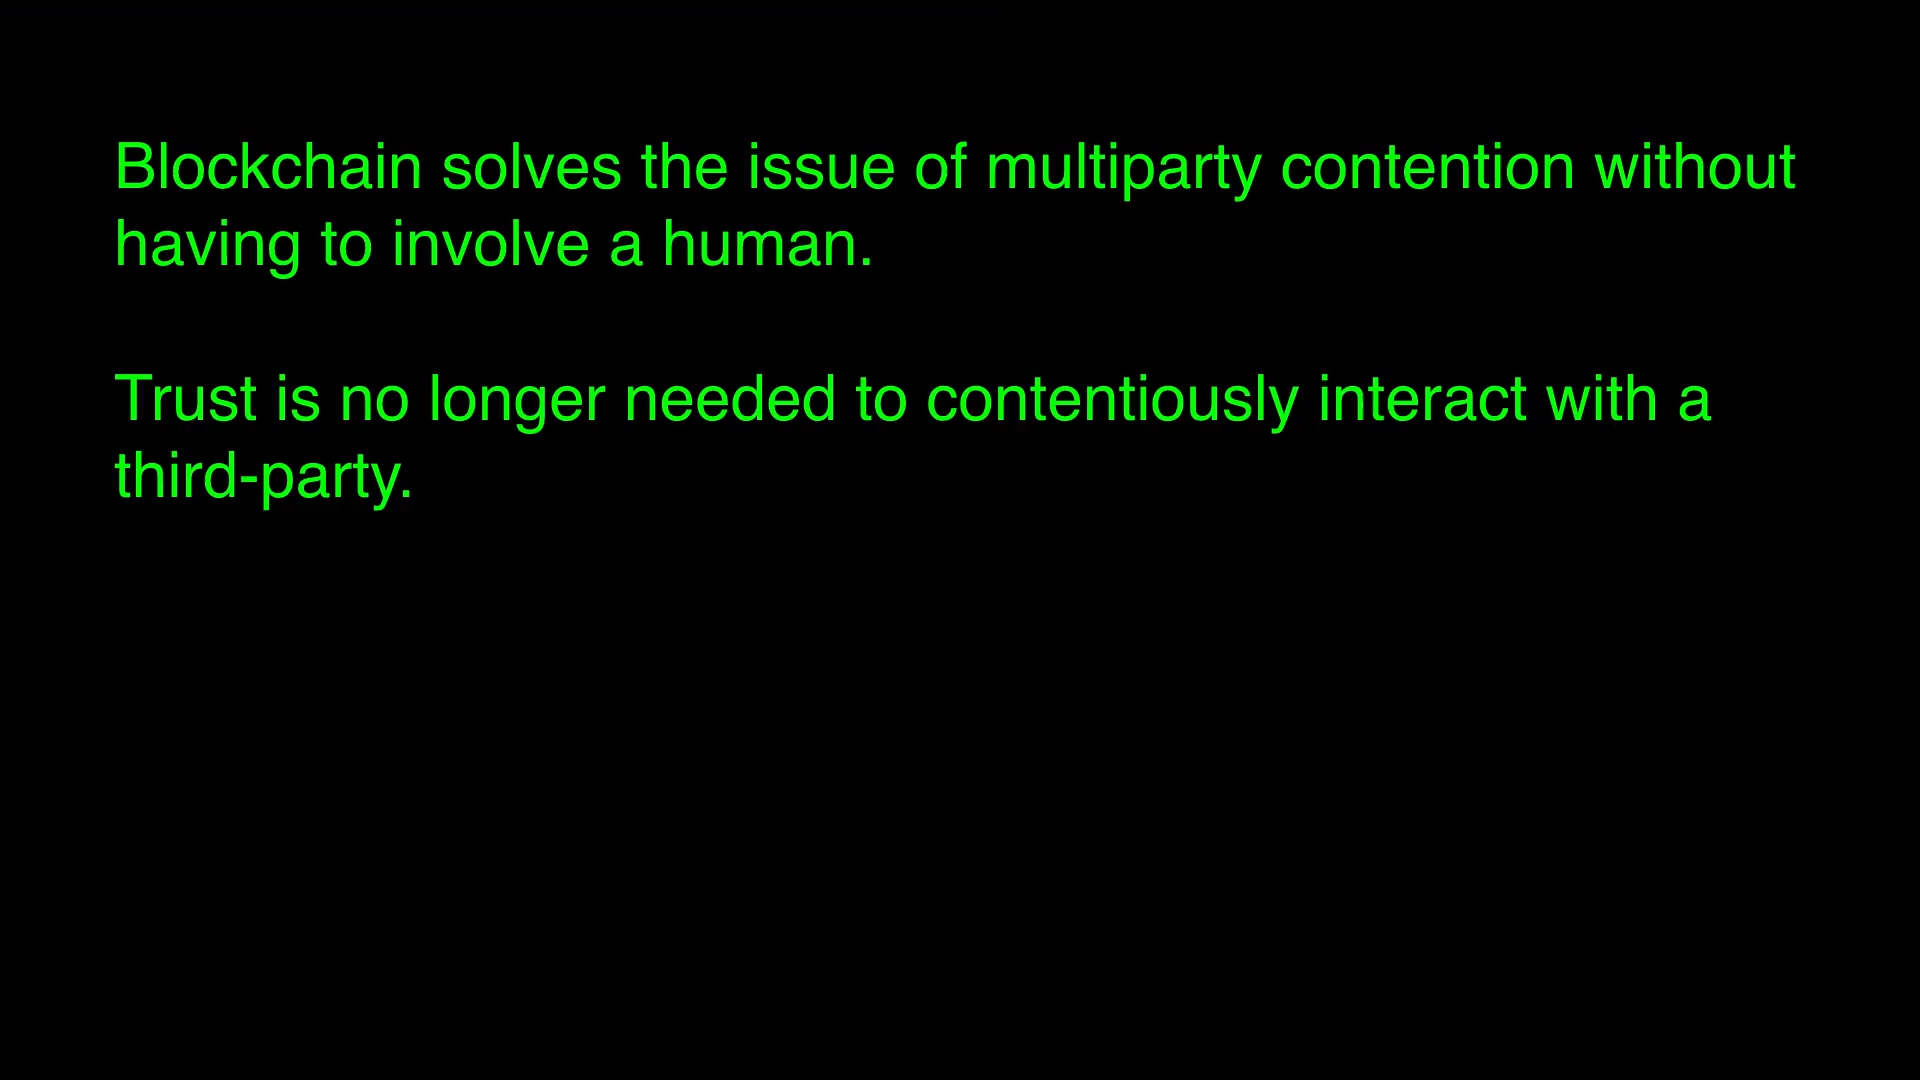 Blockchain solves the issue of multiparty contention without
having to involve a human.
Trust is no longer needed to contentiously interact with a
third-party.